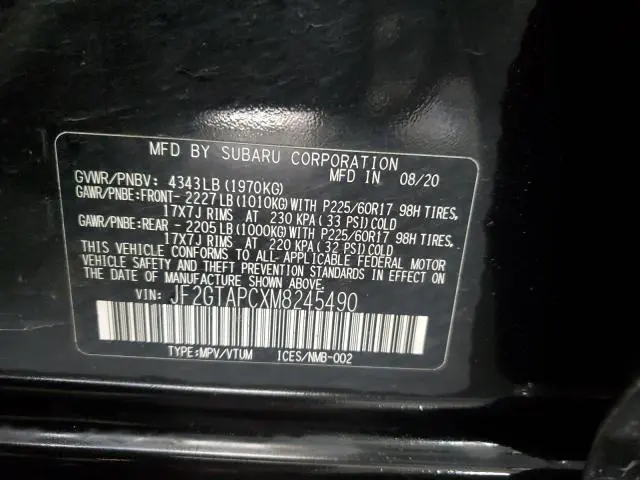 MFD BY SUBARU CORPORATION
MFD IN 08/20
GVWR/PNBV: 4343LB(1970KG)
GAWR/PNBE:FRONT- 2227LB(1010KG)WITH P225/60R17 98H TIRES,
17X7J RIMS AT 230 KPA(33 PSI)COLD
GAWR/PNBE:REAR - 2205LB(1000KG)WITH P225/60R17 98H TIRES,
17X7J RIMS AT 220 KPA(32 PSI)COLD
THIS VEHICLE CONFORMS TO ALL APPLICABLE FEDERAL MOTOR
VEHICLE SAFETY AND THEFT PREVENTION STANDARDS IN EFFECT ON
THE DATE OF MANUFACTURE SHOWN ABOVE.
VIN: JF2GTAPCXM8245490
TYPE:MPV/VTUM ICES/NMB-002